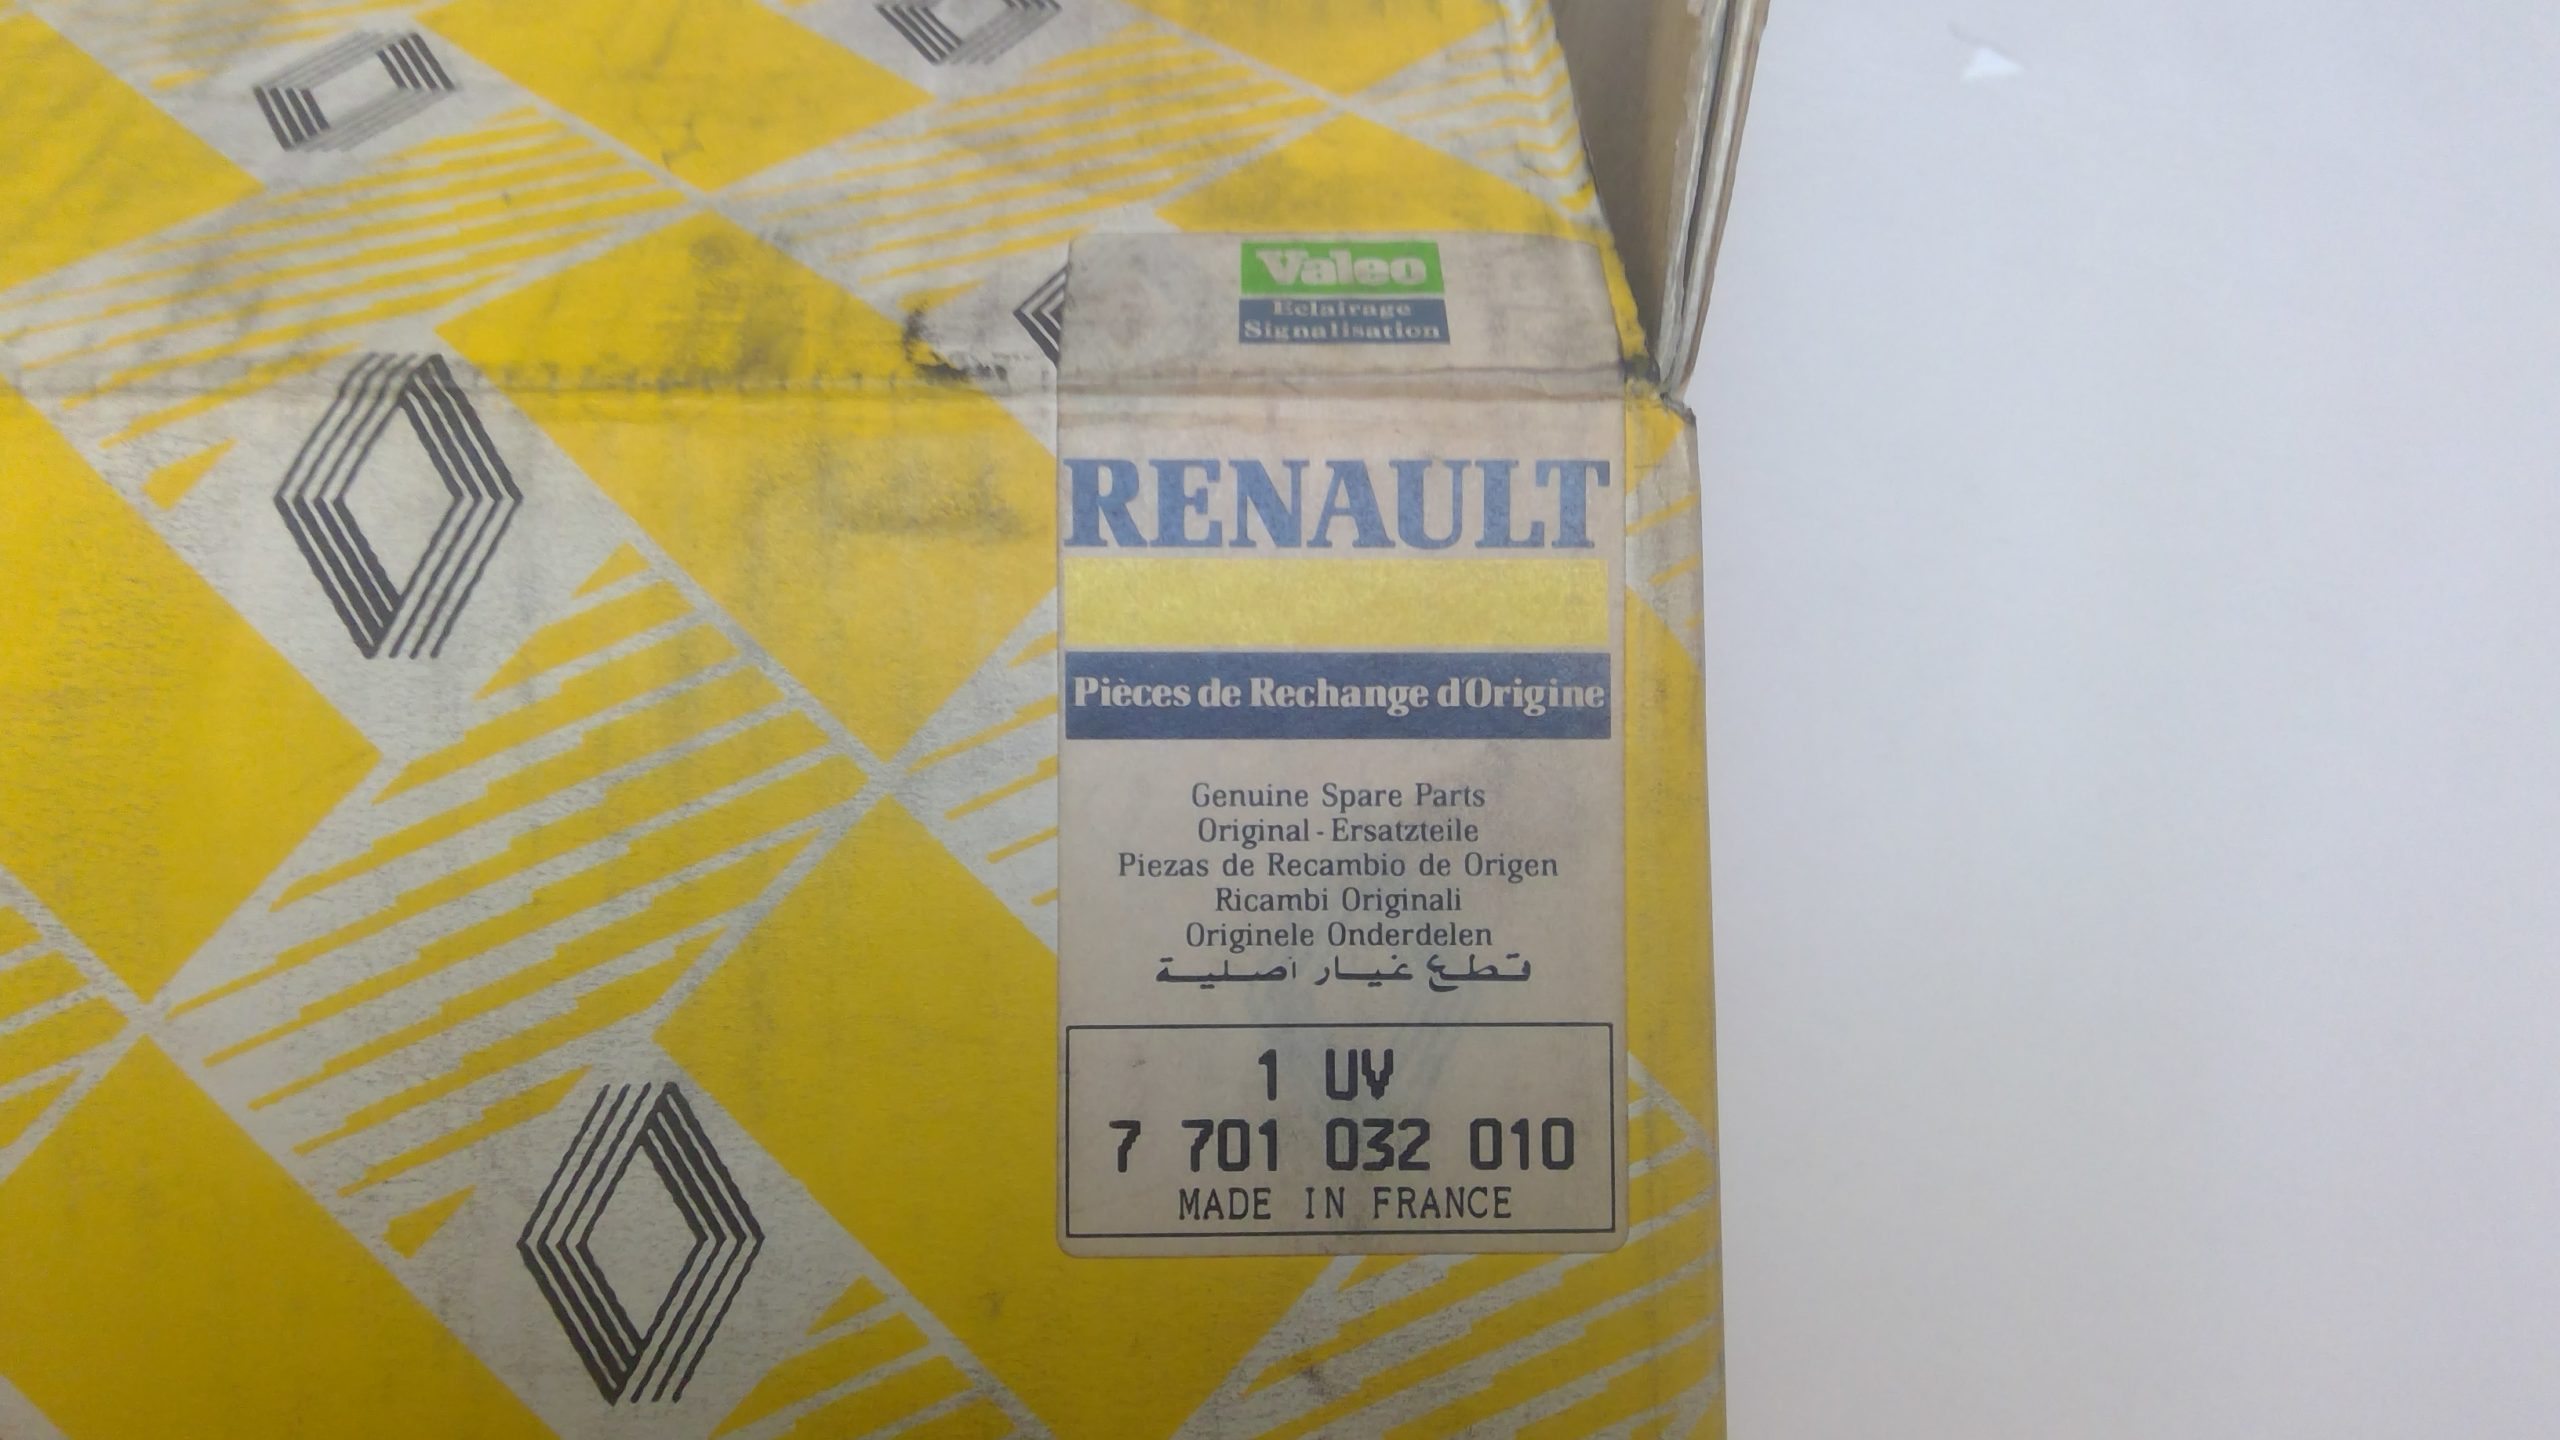 Valeo
Eclairage
Signalisation
RENAULT
Pièces de Rechange d'Origine
Genuine Spare Parts
Original - Ersatzteile
Piezas de Recambio de Origen
Ricambi Originali
Originele Onderdelen
قطع غيار اصلية
1 UV
7 701 032 010
MADE IN FRANCE